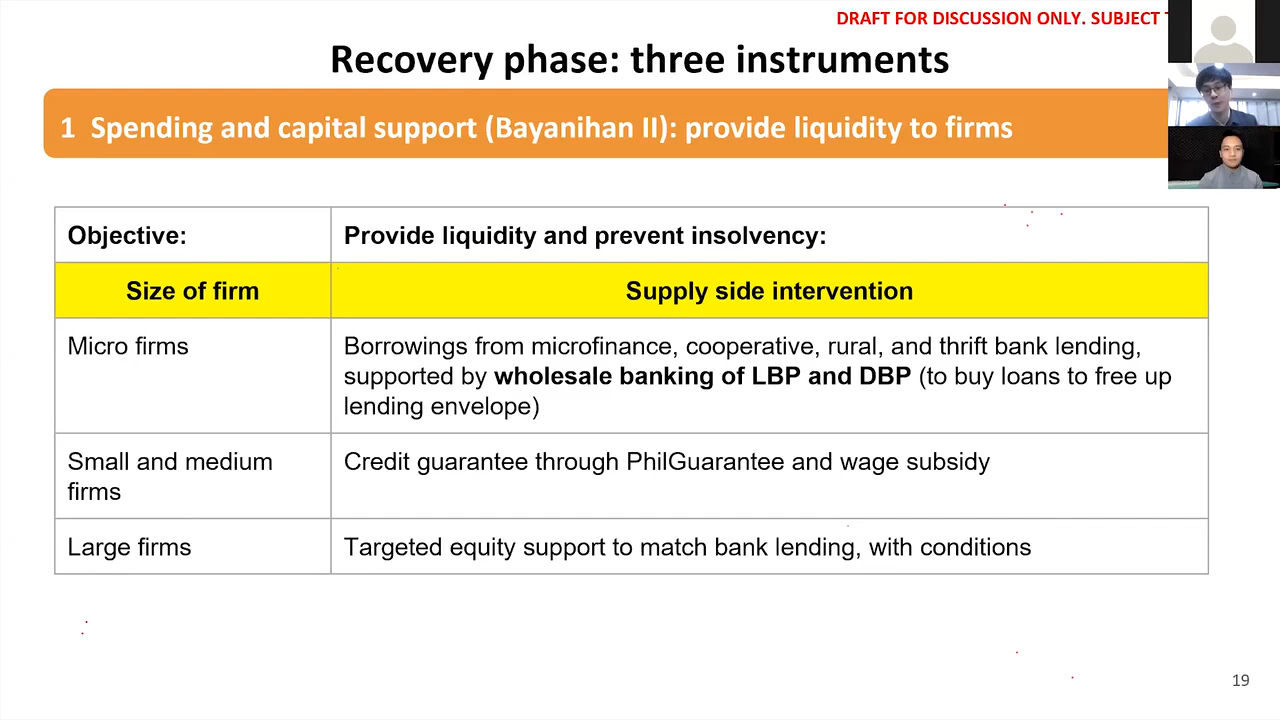 DRAFT FOR DISCUSSION ONLY. SUBJECT
Recovery phase: three instruments
1 Spending and capital support (Bayanihan II): provide liquidity to firms
Objective:
Provide liquidity and prevent insolvency:
Size of firm
Supply side intervention
Micro firms
Borrowings from microfinance, cooperative, rural, and thrift bank lending,
supported by wholesale banking of LBP and DBP (to buy loans to free up
lending envelope)
Small and medium
firms
Credit guarantee through PhilGuarantee and wage subsidy
Large firms
Targeted equity support to match bank lending, with conditions
19